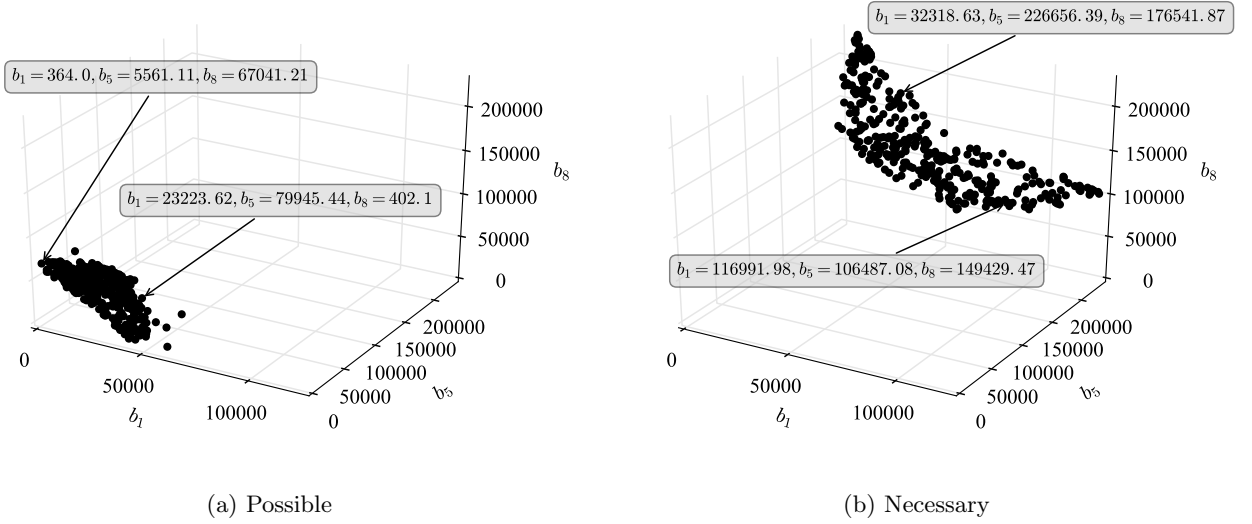 b₁ = 364.0, b₅ = 5561.11, b₈ = 67041.21
b₁ = 23223.62, b₅ = 79945.44, b₈ = 402.1
200000
150000
b₈
100000
50000
0
200000
150000
100000
b₅
50000
0
0
50000
100000
b₁
(a) Possible
b₁ = 32318.63, b₅ = 226656.39, b₈ = 176541.87
b₁ = 116991.98, b₅ = 106487.08, b₈ = 149429.47
200000
150000
b₈
100000
50000
0
200000
150000
100000
b₅
50000
0
0
50000
100000
b₁
(b) Necessary